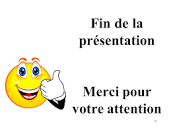 Fin de la
présentation
Merci pour
votre attention